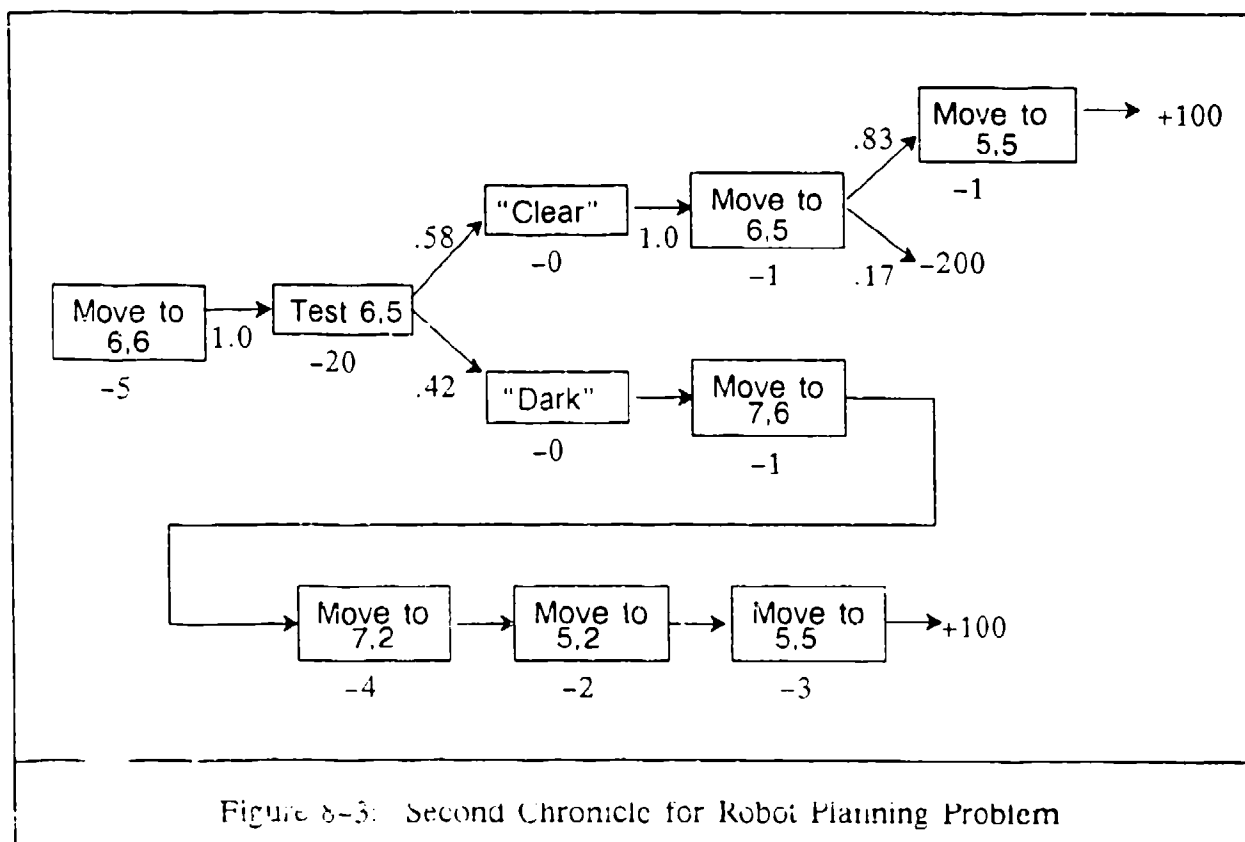 Move to
6,6
-5
1.0
Test 6,5
-20
.58
"Clear"
-0
1.0
Move to
6,5
-1
.83
Move to
5,5
-1
+100
.17
-200
.42
"Dark"
-0
Move to
7,6
-1
Move to
7,2
-4
Move to
5,2
-2
Move to
5,5
-3
+100
Figure 8-3: Second Chronicle for Robot Planning Problem